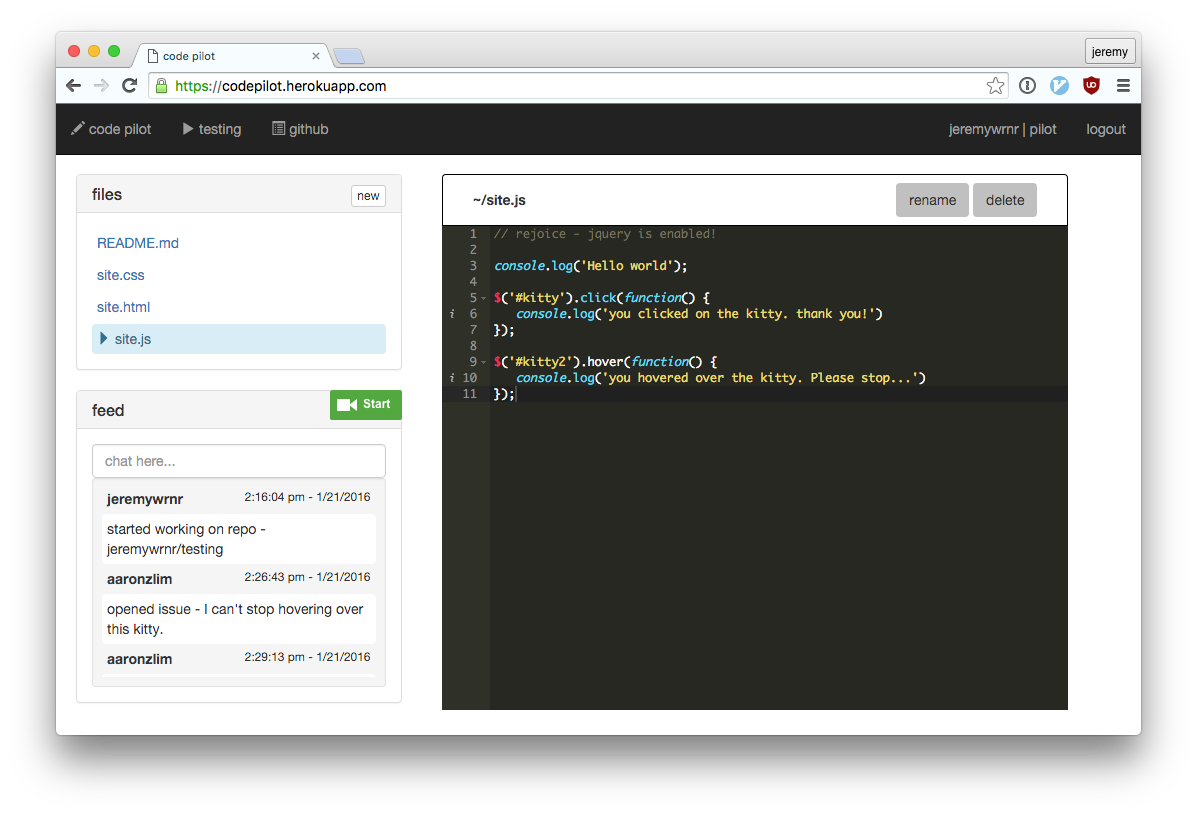 code pilot
jeremy
https://codepilot.herokuapp.com
code pilot testing github jeremywrnr | pilot logout
files new
README.md
site.css
site.html
site.js
feed Start
chat here...
jeremywrnr 2:16:04 pm - 1/21/2016
started working on repo -
jeremywrnr/testing
aaronzlim 2:26:43 pm - 1/21/2016
opened issue - I can't stop hovering over
this kitty.
aaronzlim 2:29:13 pm - 1/21/2016
~/site.js rename delete
1 // rejoice - jquery is enabled!
2
3 console.log('Hello world');
4
5 $('#kitty').click(function() {
i 6 console.log('you clicked on the kitty. thank you!')
7 });
8
9 $('#kitty2').hover(function() {
i 10 console.log('you hovered over the kitty. Please stop...')
11 });